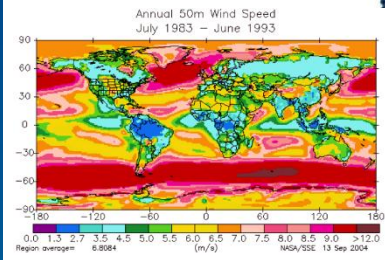 Annual 50m Wind Speed
July 1983 – June 1993
90
60
30
0
−30
−60
−90
−180 −120 −60 0 60 120 180
0.0 1.3 2.7 3.5 4.5 5.0 5.5 6.0 6.5 7.0 7.5 8.0 8.5 9.0 >12.0
Region average= 6.8084 (m/s) NASA/SSE 13 Sep 2004